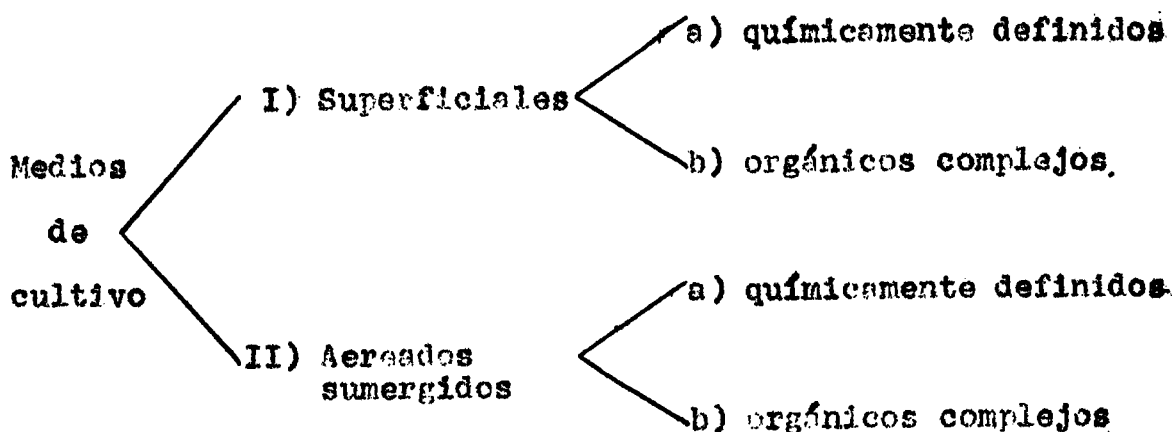 Medios
de
cultivo
I) Superficiales
a) químicamente definidos
b) orgánicos complejos.
II) Aereados
sumergidos
a) químicamente definidos
b) orgánicos complejos